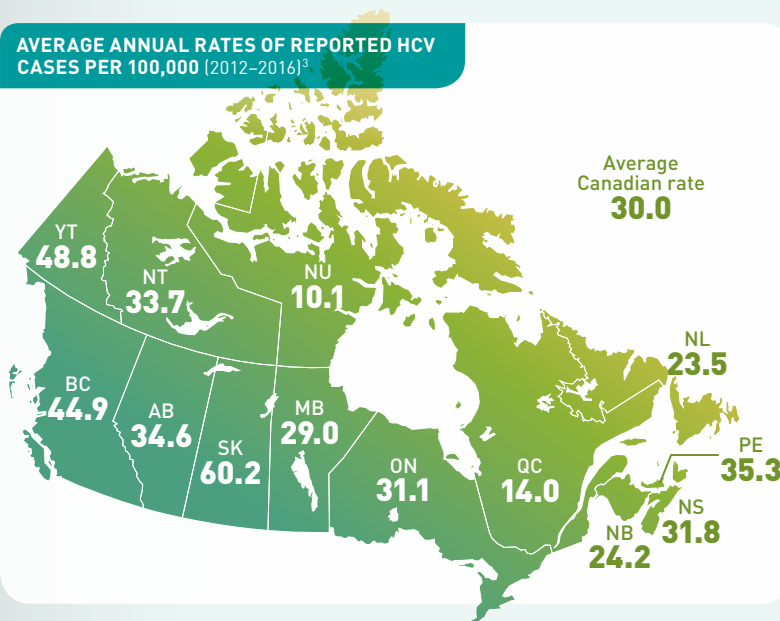 AVERAGE ANNUAL RATES OF REPORTED HCV
CASES PER 100,000 (2012–2016)3
Average
Canadian rate
30.0
YT
48.8
NT
33.7
NU
10.1
NL
23.5
BC
44.9
AB
34.6
SK
60.2
MB
29.0
ON
31.1
QC
14.0
PE
35.3
NS
31.8
NB
24.2